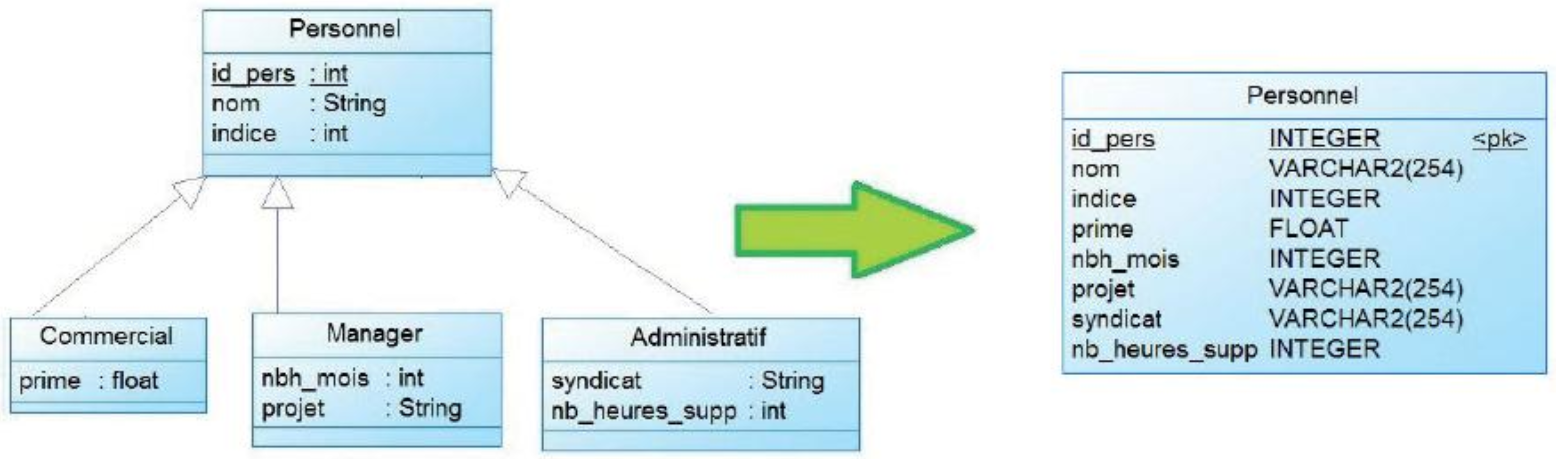 Personnel
id_pers : int
nom : String
indice : int
Commercial
prime : float
Manager
nbh_mois : int
projet : String
Administratif
syndicat : String
nb_heures_supp : int
Personnel
id_pers INTEGER <pk>
nom VARCHAR2(254)
indice INTEGER
prime FLOAT
nbh_mois INTEGER
projet VARCHAR2(254)
syndicat VARCHAR2(254)
nb_heures_supp INTEGER